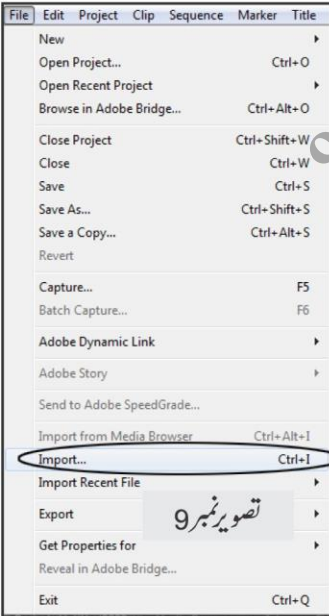 File Edit Project Clip Sequence Marker Title
New
Open Project... Ctrl+O
Open Recent Project
Browse in Adobe Bridge... Ctrl+Alt+O
Close Project Ctrl+Shift+W
Close Ctrl+W
Save Ctrl+S
Save As... Ctrl+Shift+S
Save a Copy... Ctrl+Alt+S
Revert
Capture... F5
Batch Capture... F6
Adobe Dynamic Link
Adobe Story
Send to Adobe SpeedGrade...
Import from Media Browser Ctrl+Alt+I
Import... Ctrl+I
Import Recent File
Export
تصویر نمبر 9
Get Properties for
Reveal in Adobe Bridge...
Exit Ctrl+Q